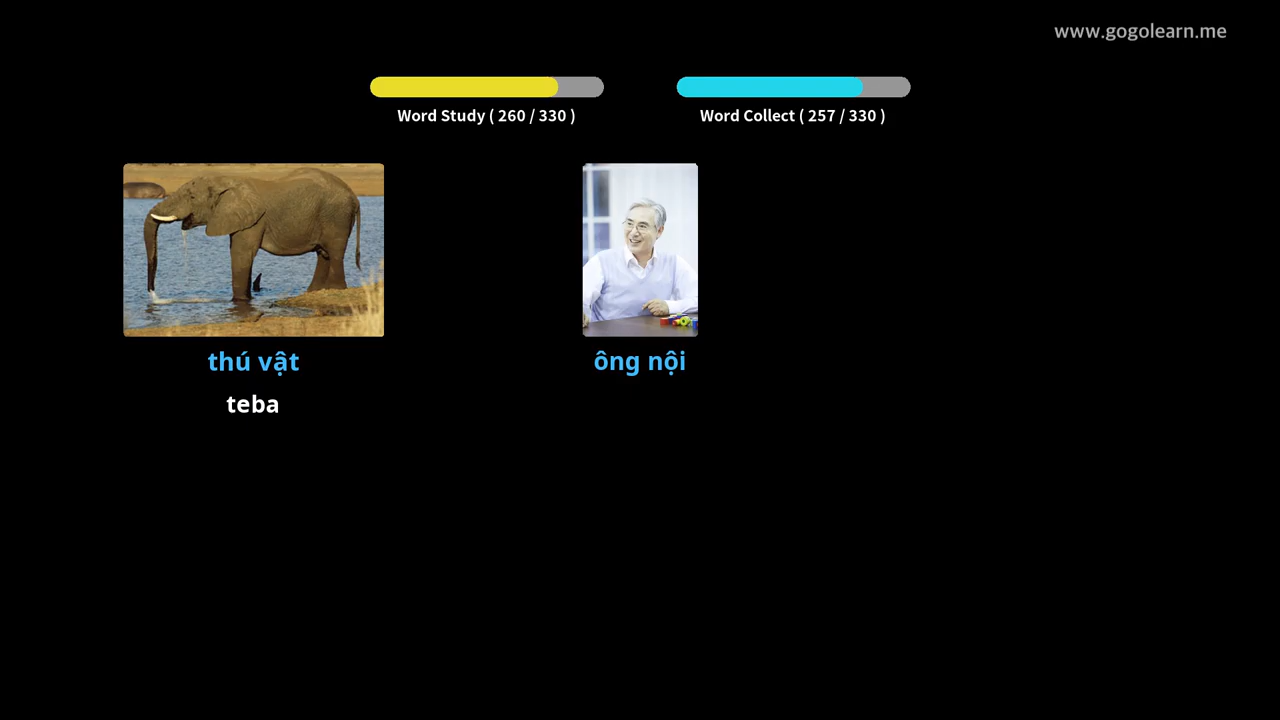 www.gogolearn.me
Word Study ( 260 / 330 )
Word Collect ( 257 / 330 )
thú vật
ông nội
teba